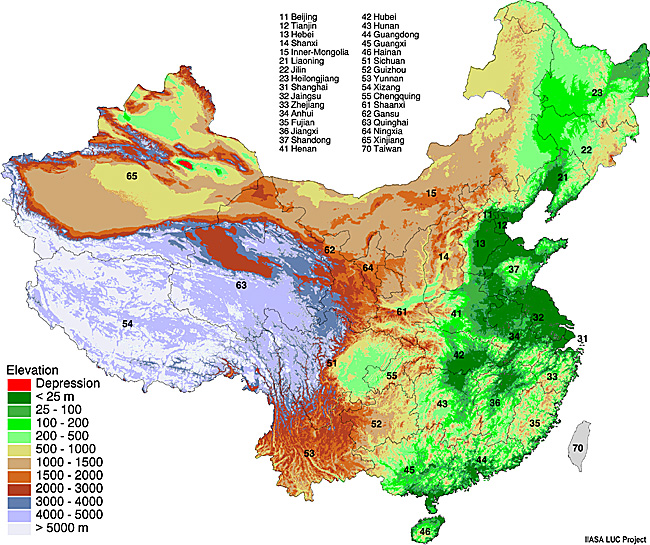 11 Beijing
12 Tianjin
13 Hebei
14 Shanxi
15 Inner-Mongolia
21 Liaoning
22 Jilin
23 Heilongjiang
31 Shanghai
32 Jaingsu
33 Zhejiang
34 Anhui
35 Fujian
36 Jiangxi
37 Shandong
41 Henan
42 Hubei
43 Hunan
44 Guangdong
45 Guangxi
46 Hainan
51 Sichuan
52 Guizhou
53 Yunnan
54 Xizang
55 Chengquing
61 Shaanxi
62 Gansu
63 Quinghai
64 Ningxia
65 Xinjiang
70 Taiwan
23
22
21
65
15
11
12
13
62
64
14
37
63
61
41
32
54
34
31
42
51
55
33
43
36
52
35
53
44
45
70
46
Elevation
Depression
< 25 m
25 - 100
100 - 200
200 - 500
500 - 1000
1000 - 1500
1500 - 2000
2000 - 3000
3000 - 4000
4000 - 5000
> 5000 m
IIASA LUC Project